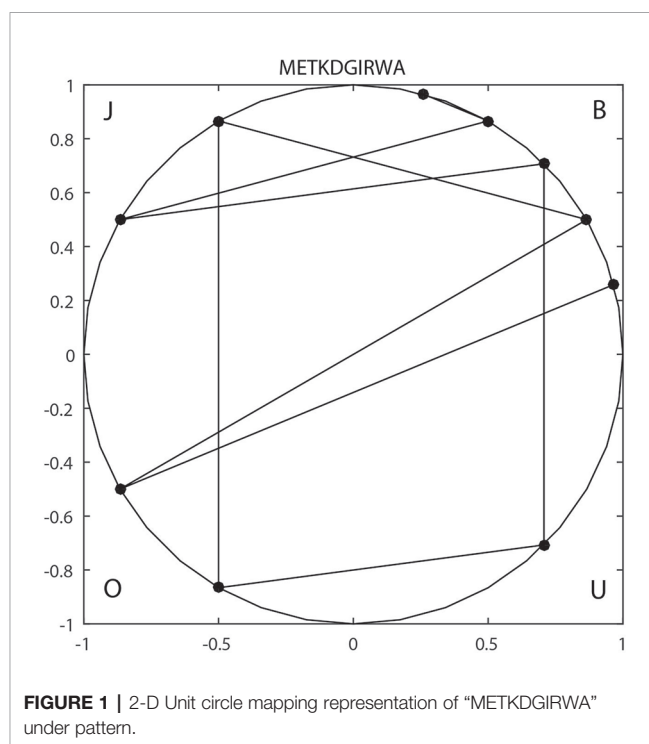 METKDGIRWA
1
J
B
0.8
0.6
0.4
0.2
0
-0.2
-0.4
-0.6
-0.8
O
U
-1
-1 -0.5 0 0.5 1
FIGURE 1 | 2-D Unit circle mapping representation of “METKDGIRWA”
under pattern.